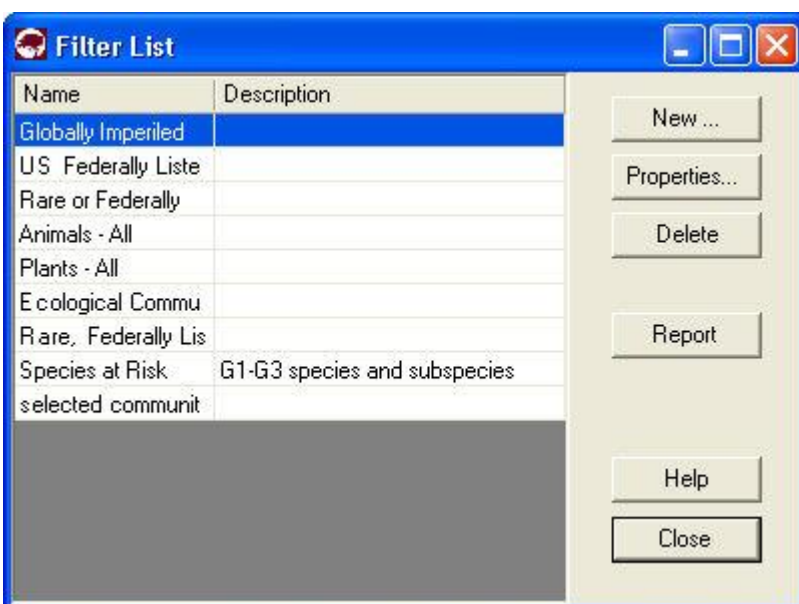 Filter List
Name Description
Globally Imperiled
US Federally Liste
Rare or Federally
Animals - All
Plants - All
Ecological Commu
Rare, Federally Lis
Species at Risk G1-G3 species and subspecies
selected communit
New ...
Properties...
Delete
Report
Help
Close